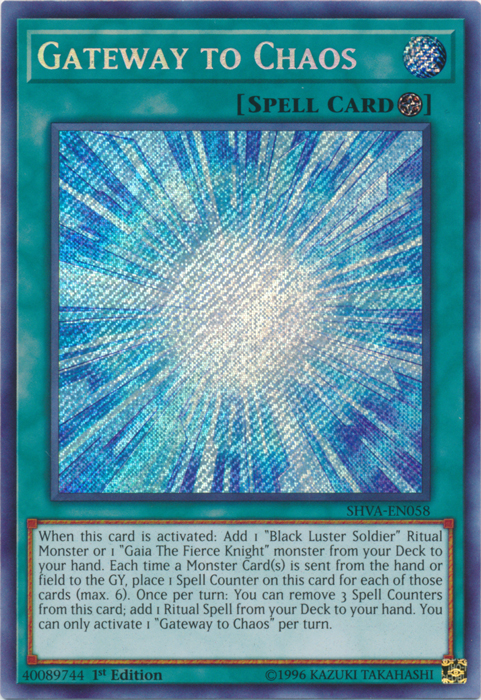 Gateway to Chaos
[Spell Card]
SHVA-EN058
When this card is activated: Add 1 "Black Luster Soldier" Ritual
Monster or 1 "Gaia The Fierce Knight" monster from your Deck to
your hand. Each time a Monster Card(s) is sent from the hand or
field to the GY, place 1 Spell Counter on this card for each of those
cards (max. 6). Once per turn: You can remove 3 Spell Counters
from this card; add 1 Ritual Spell from your Deck to your hand. You
can only activate 1 "Gateway to Chaos" per turn.
40089744 1st Edition ©1996 KAZUKI TAKAHASHI